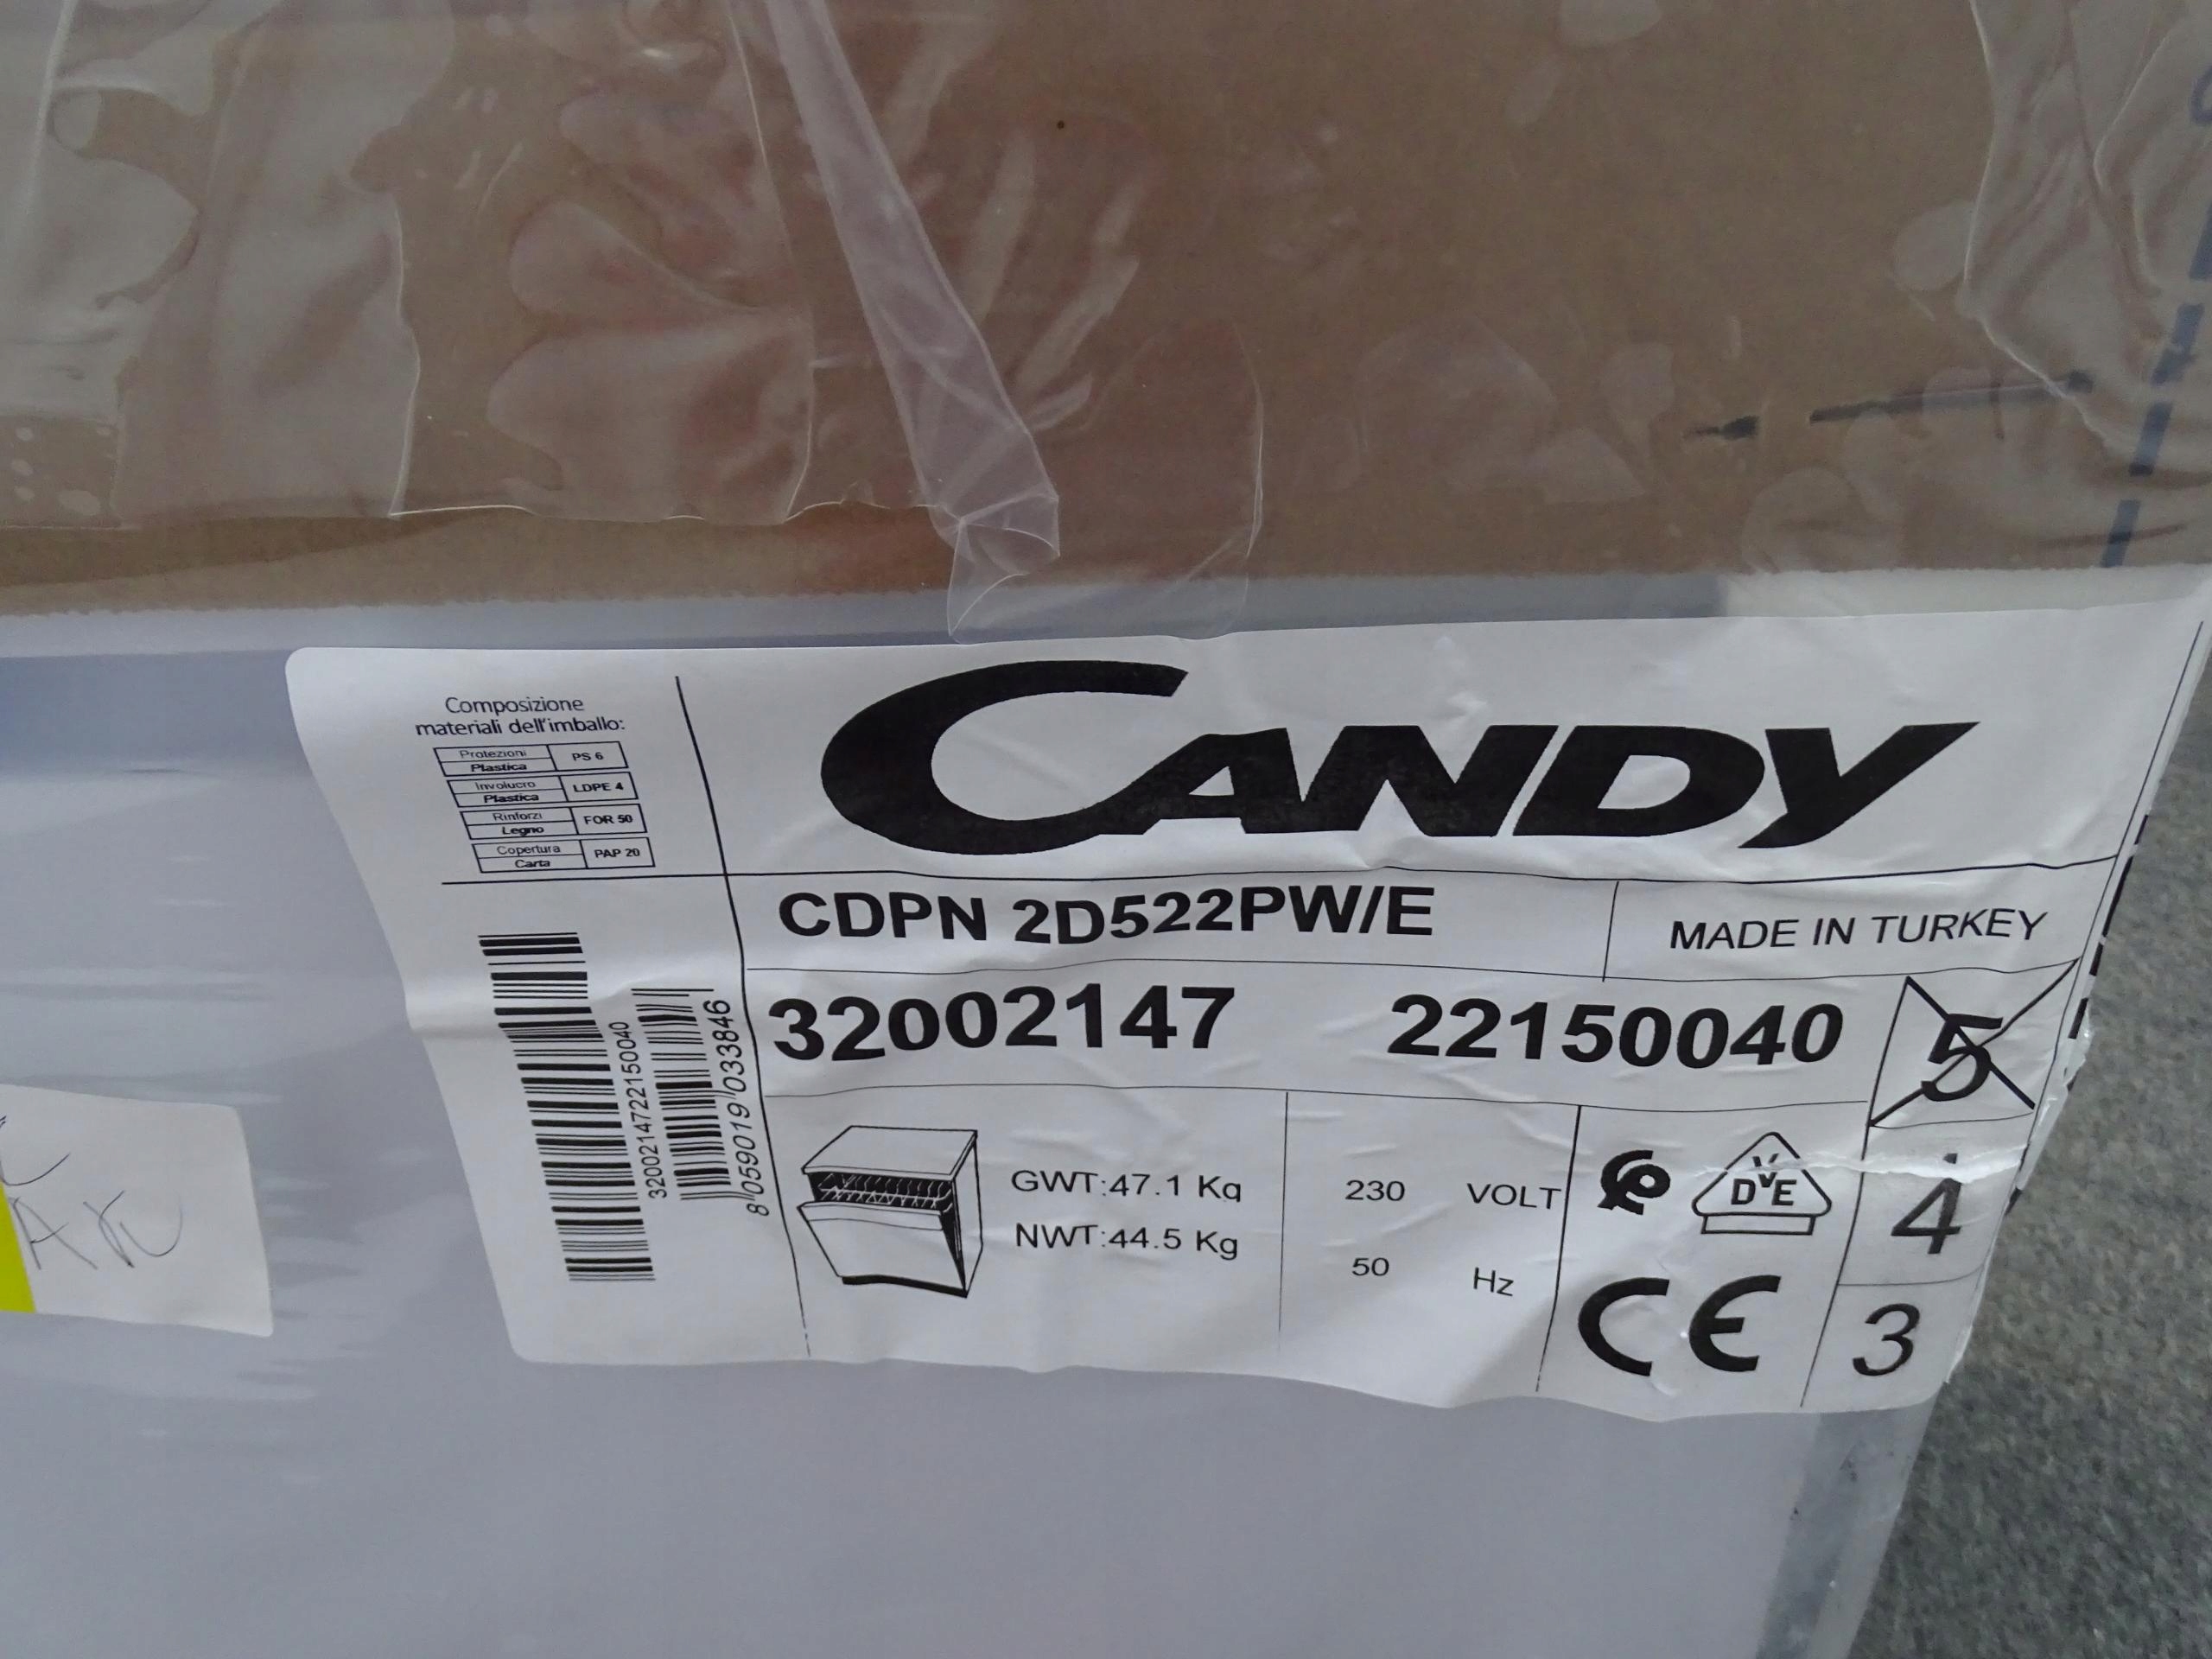 Composizione
materiali dell'imballo:
Protezioni
Plastica
PS 6
Involucro
Plastica
LDPE 4
Rinforzi
Legno
FOR 50
Copertura
Carta
PAP 20
CANDY
CDPN 2D522PW/E
MADE IN TURKEY
32002147 22150040
5
3200214722150040
8 059019 033846
GWT:47.1 Kg
NWT:44.5 Kg
230 VOLT
50 Hz
DVE
CE
4
3